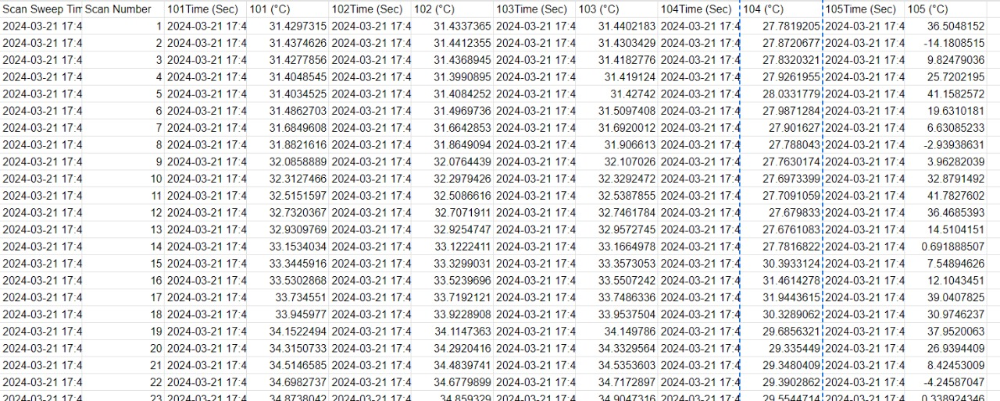 Scan Sweep Tim Scan Number 101Time (Sec) 101 (°C) 102Time (Sec) 102 (°C) 103Time (Sec) 103 (°C) 104Time (Sec) 104 (°C) 105Time (Sec) 105 (°C)
2024-03-21 17:4 1 2024-03-21 17:4 31.4297315 2024-03-21 17:4 31.4337365 2024-03-21 17:4 31.4402183 2024-03-21 17:4 27.7819205 2024-03-21 17:4 36.5048152
2024-03-21 17:4 2 2024-03-21 17:4 31.4374626 2024-03-21 17:4 31.4412355 2024-03-21 17:4 31.4303429 2024-03-21 17:4 27.8720677 2024-03-21 17:4 -14.1808515
2024-03-21 17:4 3 2024-03-21 17:4 31.4277856 2024-03-21 17:4 31.4368945 2024-03-21 17:4 31.4182776 2024-03-21 17:4 27.8320321 2024-03-21 17:4 9.82479036
2024-03-21 17:4 4 2024-03-21 17:4 31.4048545 2024-03-21 17:4 31.3990895 2024-03-21 17:4 31.419124 2024-03-21 17:4 27.9261955 2024-03-21 17:4 25.7202195
2024-03-21 17:4 5 2024-03-21 17:4 31.4034525 2024-03-21 17:4 31.4084252 2024-03-21 17:4 31.42742 2024-03-21 17:4 28.0331779 2024-03-21 17:4 41.1582572
2024-03-21 17:4 6 2024-03-21 17:4 31.4862703 2024-03-21 17:4 31.4969736 2024-03-21 17:4 31.5097408 2024-03-21 17:4 27.9871284 2024-03-21 17:4 19.6310181
2024-03-21 17:4 7 2024-03-21 17:4 31.6849608 2024-03-21 17:4 31.6642853 2024-03-21 17:4 31.6920012 2024-03-21 17:4 27.901627 2024-03-21 17:4 6.63085233
2024-03-21 17:4 8 2024-03-21 17:4 31.8821616 2024-03-21 17:4 31.8649094 2024-03-21 17:4 31.906613 2024-03-21 17:4 27.788043 2024-03-21 17:4 -2.93938631
2024-03-21 17:4 9 2024-03-21 17:4 32.0858889 2024-03-21 17:4 32.0764439 2024-03-21 17:4 32.107026 2024-03-21 17:4 27.7630174 2024-03-21 17:4 3.96282039
2024-03-21 17:4 10 2024-03-21 17:4 32.3127466 2024-03-21 17:4 32.2979426 2024-03-21 17:4 32.3292472 2024-03-21 17:4 27.6973399 2024-03-21 17:4 32.8791492
2024-03-21 17:4 11 2024-03-21 17:4 32.5151597 2024-03-21 17:4 32.5086616 2024-03-21 17:4 32.5387855 2024-03-21 17:4 27.7091059 2024-03-21 17:4 41.7827602
2024-03-21 17:4 12 2024-03-21 17:4 32.7320367 2024-03-21 17:4 32.7071911 2024-03-21 17:4 32.7461784 2024-03-21 17:4 27.679833 2024-03-21 17:4 36.4685393
2024-03-21 17:4 13 2024-03-21 17:4 32.9309769 2024-03-21 17:4 32.9254747 2024-03-21 17:4 32.9572745 2024-03-21 17:4 27.6761083 2024-03-21 17:4 14.5104151
2024-03-21 17:4 14 2024-03-21 17:4 33.1534034 2024-03-21 17:4 33.1222411 2024-03-21 17:4 33.1664978 2024-03-21 17:4 27.7816822 2024-03-21 17:4 0.691888507
2024-03-21 17:4 15 2024-03-21 17:4 33.3445916 2024-03-21 17:4 33.3299031 2024-03-21 17:4 33.3573053 2024-03-21 17:4 30.3933124 2024-03-21 17:4 7.54894626
2024-03-21 17:4 16 2024-03-21 17:4 33.5302868 2024-03-21 17:4 33.5239696 2024-03-21 17:4 33.5507242 2024-03-21 17:4 31.4614278 2024-03-21 17:4 12.1043451
2024-03-21 17:4 17 2024-03-21 17:4 33.734551 2024-03-21 17:4 33.7192121 2024-03-21 17:4 33.7486336 2024-03-21 17:4 31.9443615 2024-03-21 17:4 39.0407825
2024-03-21 17:4 18 2024-03-21 17:4 33.945977 2024-03-21 17:4 33.9228908 2024-03-21 17:4 33.9537504 2024-03-21 17:4 30.3289062 2024-03-21 17:4 30.9746237
2024-03-21 17:4 19 2024-03-21 17:4 34.1522494 2024-03-21 17:4 34.1147363 2024-03-21 17:4 34.149786 2024-03-21 17:4 29.6856321 2024-03-21 17:4 37.9520063
2024-03-21 17:4 20 2024-03-21 17:4 34.3150733 2024-03-21 17:4 34.2920416 2024-03-21 17:4 34.3329564 2024-03-21 17:4 29.335449 2024-03-21 17:4 26.9394409
2024-03-21 17:4 21 2024-03-21 17:4 34.5146585 2024-03-21 17:4 34.4839741 2024-03-21 17:4 34.5353603 2024-03-21 17:4 29.3480409 2024-03-21 17:4 8.42453009
2024-03-21 17:4 22 2024-03-21 17:4 34.6982737 2024-03-21 17:4 34.6779899 2024-03-21 17:4 34.7172897 2024-03-21 17:4 29.3902862 2024-03-21 17:4 -4.24587047
2024-03-21 17:4 23 2024-03-21 17:4 34.8738042 2024-03-21 17:4 34.859329 2024-03-21 17:4 34.9047316 2024-03-21 17:4 29.5544714 2024-03-21 17:4 0.338924346